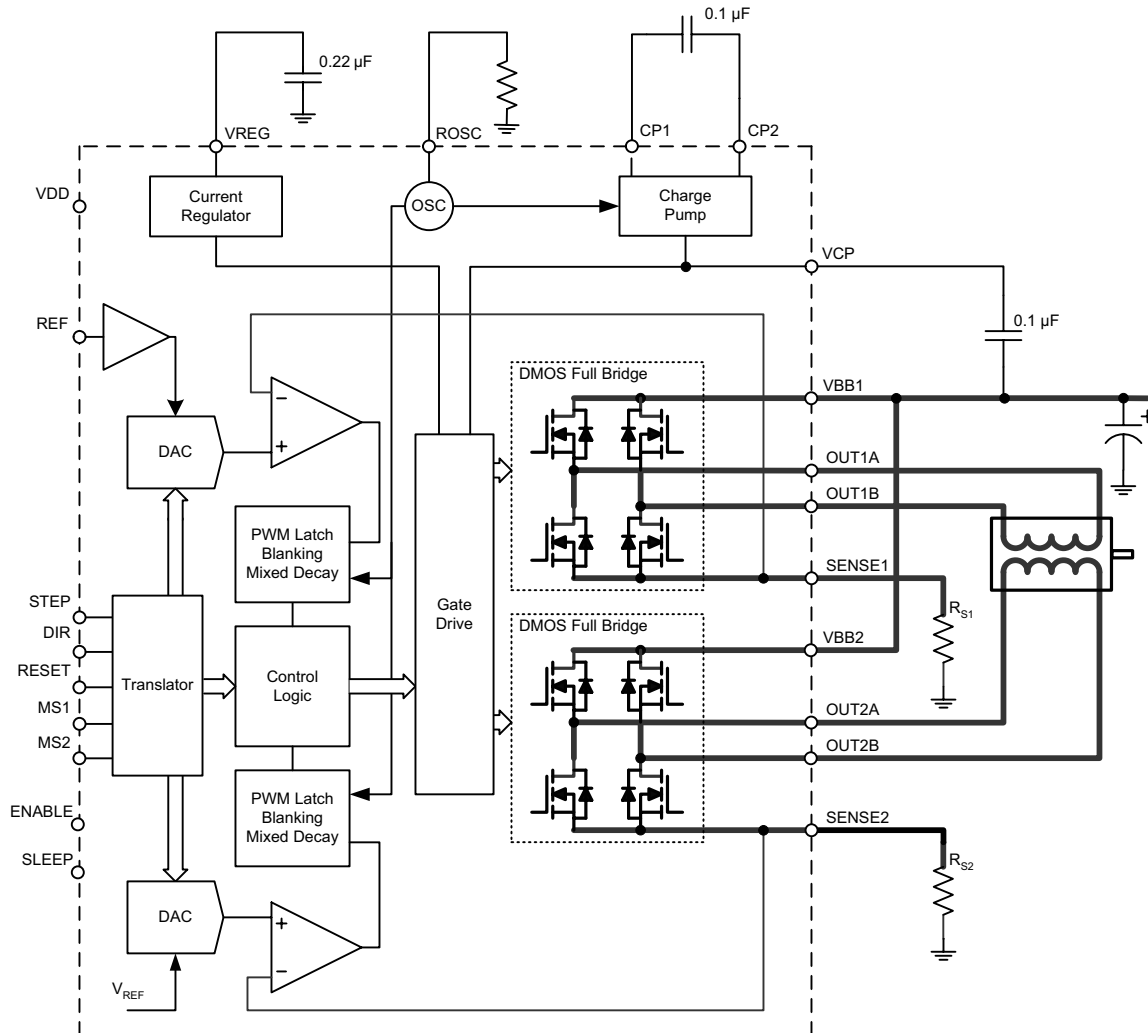 0.1 µF
0.22 µF
VREG
ROSC
CP1
CP2
VDD
Current
Regulator
OSC
Charge
Pump
VCP
REF
0.1 µF
DMOS Full Bridge
VBB1
−
+
+
DAC
OUT1A
OUT1B
PWM Latch
Blanking
Mixed Decay
SENSE1
STEP
DIR
RESET
MS1
MS2
Translator
Control
Logic
Gate
Drive
DMOS Full Bridge
RS1
VBB2
OUT2A
OUT2B
PWM Latch
Blanking
Mixed Decay
ENABLE
SLEEP
SENSE2
RS2
DAC
+
−
VREF